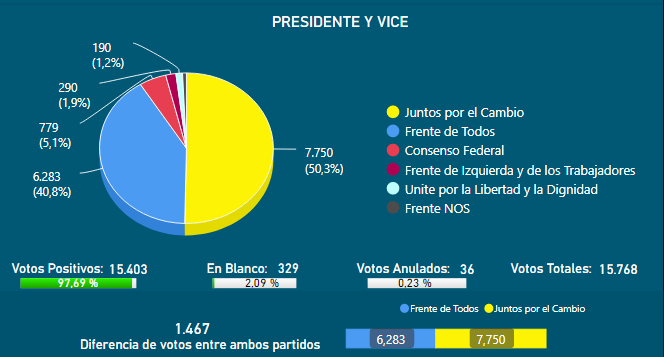 PRESIDENTE Y VICE
190
(1,2%)
290
(1,9%)
779
(5,1%)
6.283
(40,8%)
7.750
(50,3%)
Juntos por el Cambio
Frente de Todos
Consenso Federal
Frente de Izquierda y de los Trabajadores
Unite por la Libertad y la Dignidad
Frente NOS
Votos Positivos: 15.403
97,69 %
En Blanco: 329
2,09 %
Votos Anulados: 36
0,23 %
Votos Totales: 15.768
Frente de Todos Juntos por el Cambio
1.467
Diferencia de votos entre ambos partidos
6,283 7,750